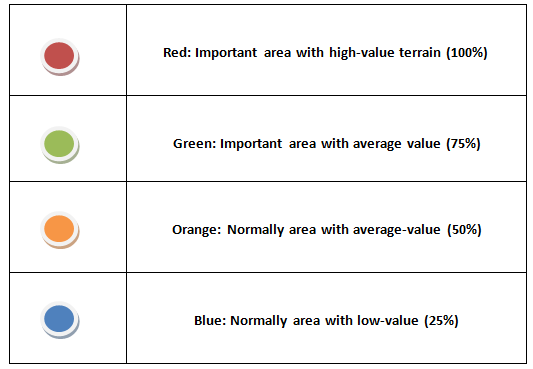 Red: Important area with high-value terrain (100%)
Green: Important area with average value (75%)
Orange: Normally area with average-value (50%)
Blue: Normally area with low-value (25%)